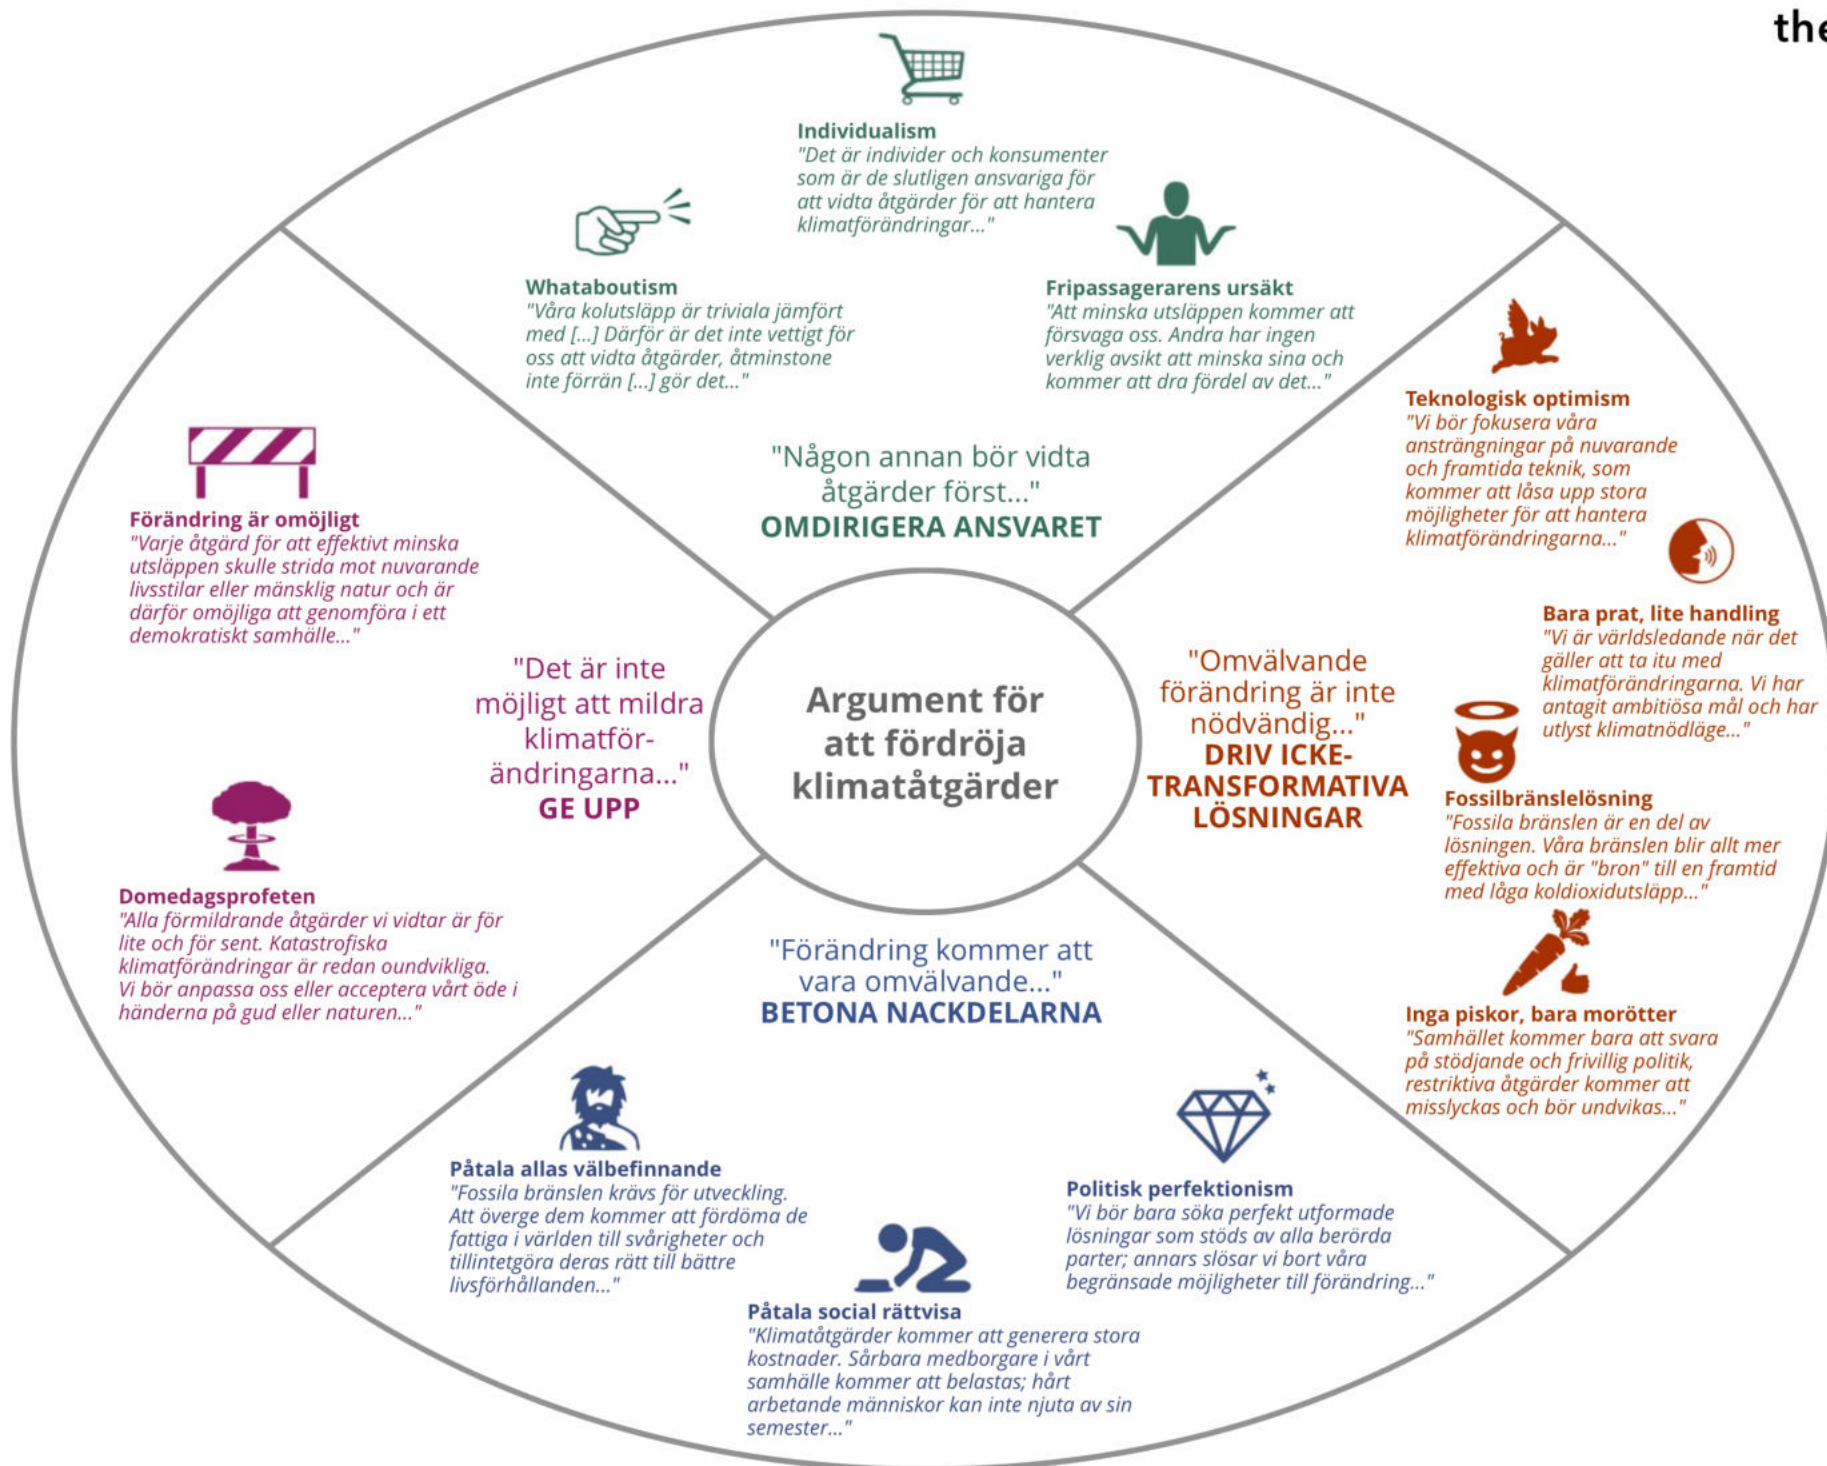 the
Individualism
"Det är individer och konsumenter
som är de slutligen ansvariga för
att vidta åtgärder för att hantera
klimatförändringar..."
Whataboutism
"Våra kolutsläpp är triviala jämfört
med [...] Därför är det inte vettigt för
oss att vidta åtgärder, åtminstone
inte förrän [...] gör det..."
Fripassagerarens ursäkt
"Att minska utsläppen kommer att
försvaga oss. Andra har ingen
verklig avsikt att minska sina och
kommer att dra fördel av det..."
"Någon annan bör vidta
åtgärder först..."
OMDIRIGERA ANSVARET
Teknologisk optimism
"Vi bör fokusera våra
ansträngningar på nuvarande
och framtida teknik, som
kommer att låsa upp stora
möjligheter för att hantera
klimatförändringarna..."
Bara prat, lite handling
"Vi är världsledande när det
gäller att ta itu med
klimatförändringarna. Vi har
antagit ambitiösa mål och har
utlyst klimatnödläge..."
"Omvälvande
förändring är inte
nödvändig..."
DRIV ICKE-
TRANSFORMATIVA
LÖSNINGAR
Fossilbränslelösning
"Fossila bränslen är en del av
lösningen. Våra bränslen blir allt mer
effektiva och är "bron" till en framtid
med låga koldioxidutsläpp..."
Inga piskor, bara morötter
"Samhället kommer bara att svara
på stödjande och frivillig politik,
restriktiva åtgärder kommer att
misslyckas och bör undvikas..."
Förändring är omöjligt
"Varje åtgärd för att effektivt minska
utsläppen skulle strida mot nuvarande
livsstilar eller mänsklig natur och är
därför omöjliga att genomföra i ett
demokratiskt samhälle..."
"Det är inte
möjligt att mildra
klimatför-
ändringarna..."
GE UPP
Domedagsprofeten
"Alla förmildrande åtgärder vi vidtar är för
lite och för sent. Katastrofiska
klimatförändringar är redan oundvikliga.
Vi bör anpassa oss eller acceptera vårt öde i
händerna på gud eller naturen..."
Argument för
att fördröja
klimatåtgärder
"Förändring kommer att
vara omvälvande..."
BETONA NACKDELARNA
Påtala allas välbefinnande
"Fossila bränslen krävs för utveckling.
Att överge dem kommer att fördöma de
fattiga i världen till svårigheter och
tillintetgöra deras rätt till bättre
livsförhållanden..."
Politisk perfektionism
"Vi bör bara söka perfekt utformade
lösningar som stöds av alla berörda
parter; annars slösar vi bort våra
begränsade möjligheter till förändring..."
Påtala social rättvisa
"Klimatåtgärder kommer att generera stora
kostnader. Sårbara medborgare i vårt
samhälle kommer att belastas; hårt
arbetande människor kan inte njuta av sin
semester..."